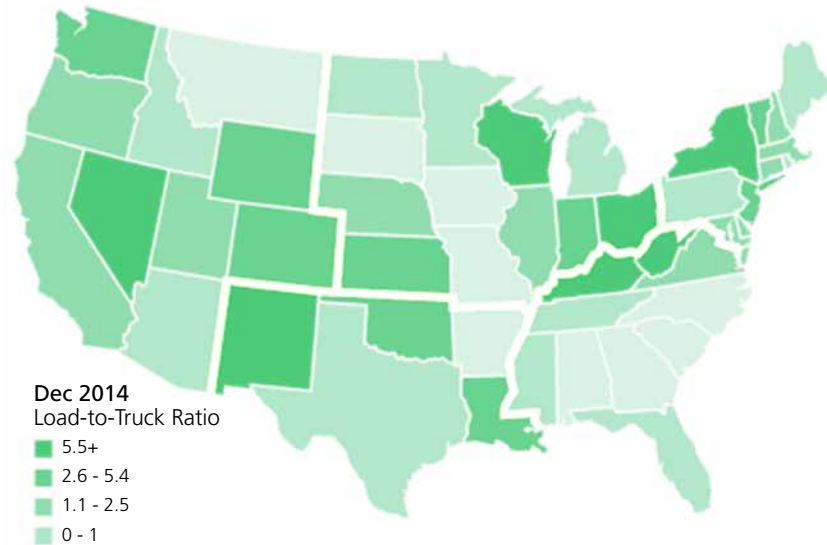 Dec 2014
Load-to-Truck Ratio
5.5+
2.6 - 5.4
1.1 - 2.5
0 - 1